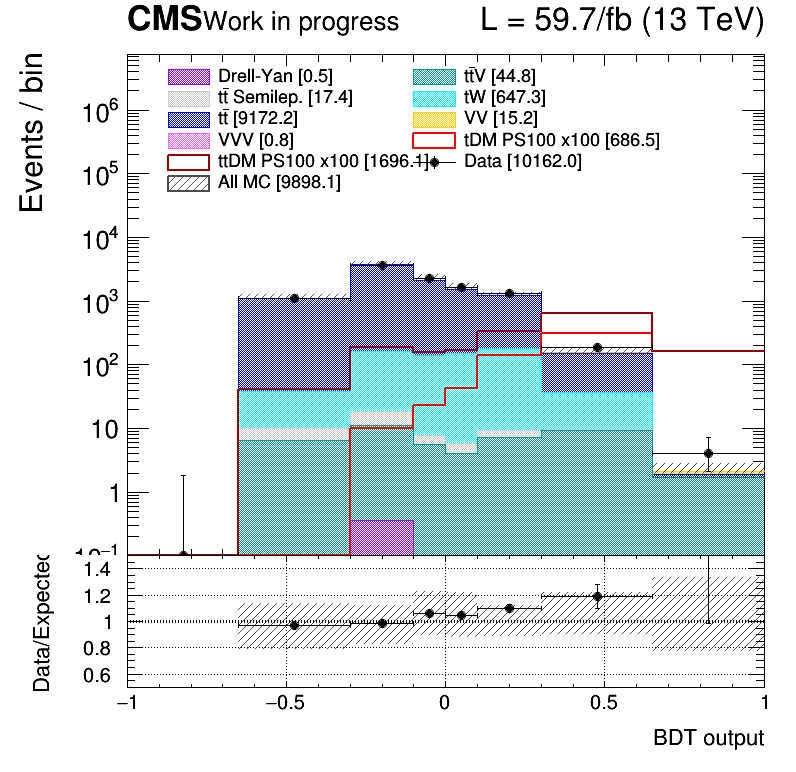 CMS Work in progress L = 59.7/fb (13 TeV)
Events / bin
Drell-Yan [0.5] tt̄V [44.8]
tt̄ Semilep. [17.4] tW [647.3]
tt̄ [9172.2] VV [15.2]
VVV [0.8] tDM PS100 x100 [686.5]
ttDM PS100 x100 [1696.1] Data [10162.0]
All MC [9898.1]
10⁶
10⁵
10⁴
10³
10²
10
1
10⁻¹
Data/Expected
1.4
1.2
1
0.8
0.6
−1 −0.5 0 0.5 1
BDT output